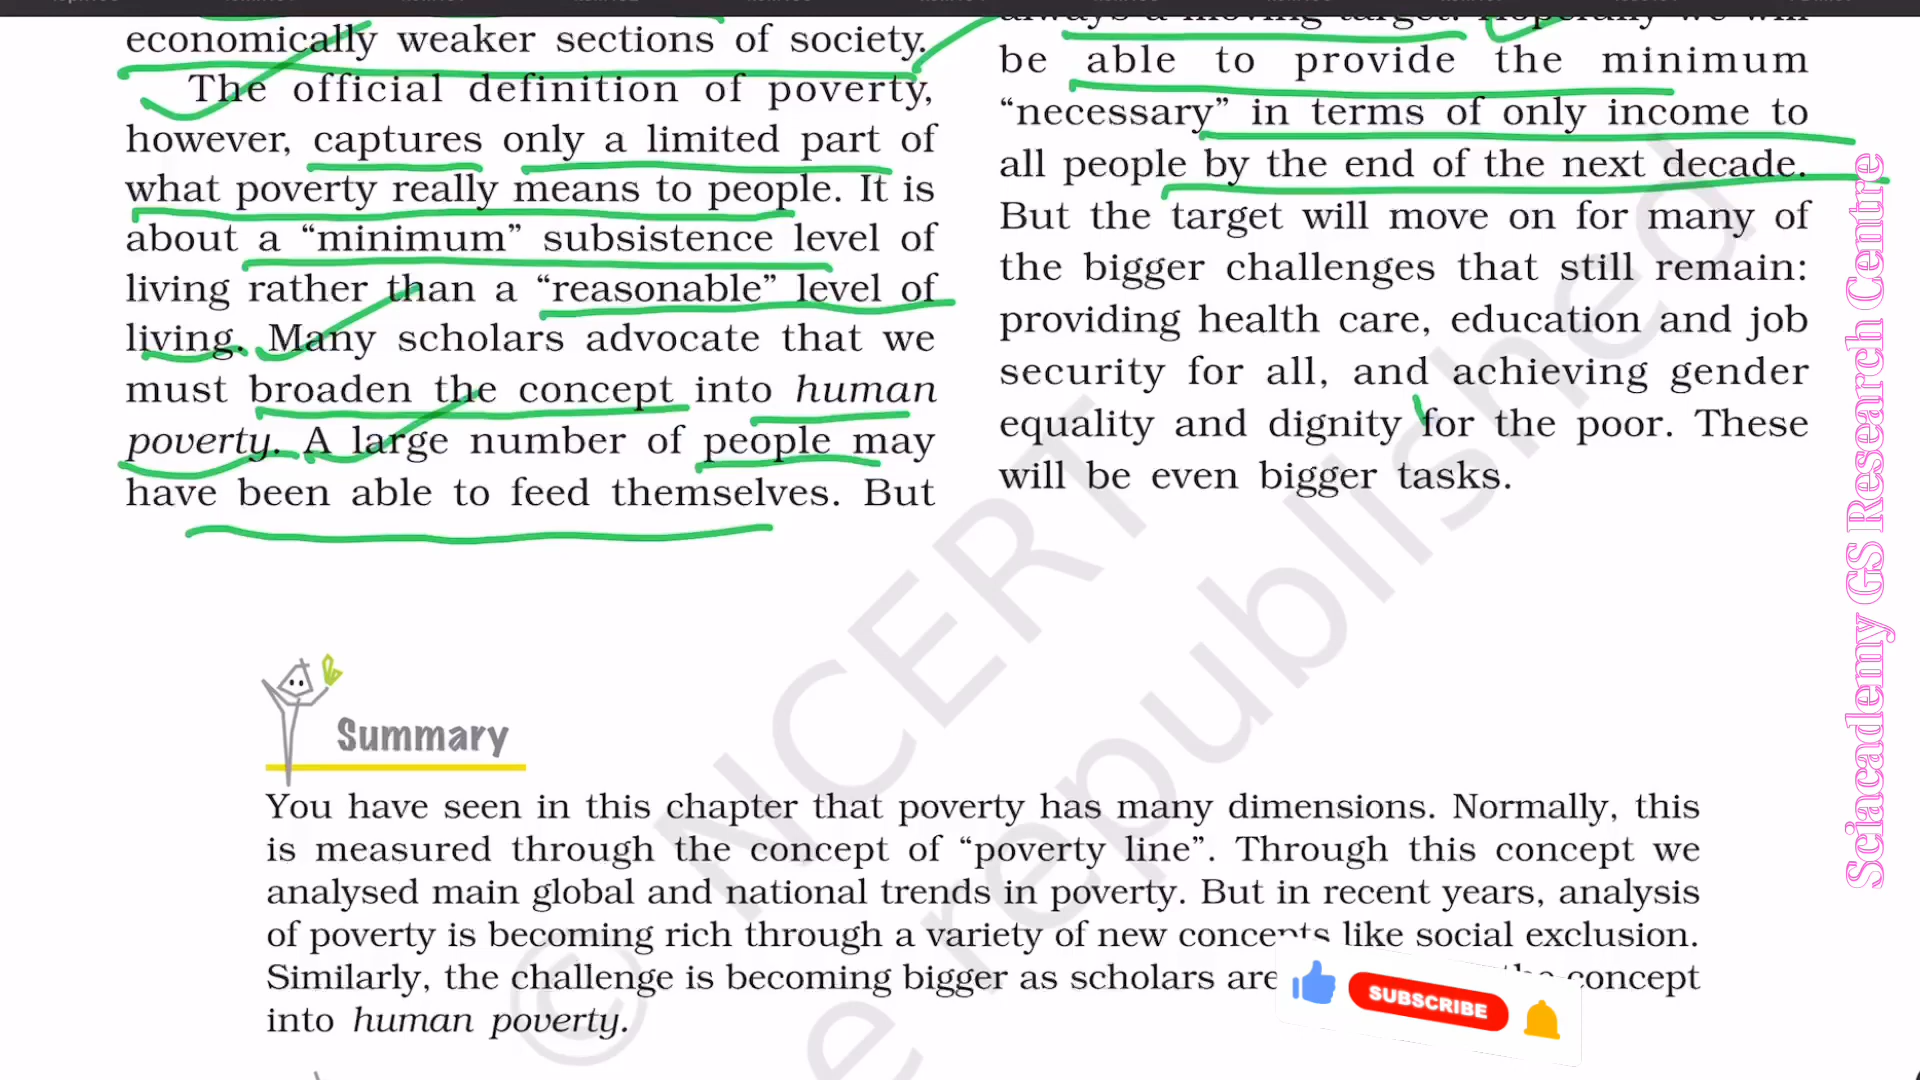 economically weaker sections of society.
The official definition of poverty,
however, captures only a limited part of
what poverty really means to people. It is
about a “minimum” subsistence level of
living rather than a “reasonable” level of
living. Many scholars advocate that we
must broaden the concept into human
poverty. A large number of people may
have been able to feed themselves. But
always a moving target. Hopefully we will
be able to provide the minimum
“necessary” in terms of only income to
all people by the end of the next decade.
But the target will move on for many of
the bigger challenges that still remain:
providing health care, education and job
security for all, and achieving gender
equality and dignity for the poor. These
will be even bigger tasks.
Summary
You have seen in this chapter that poverty has many dimensions. Normally, this
is measured through the concept of “poverty line”. Through this concept we
analysed main global and national trends in poverty. But in recent years, analysis
of poverty is becoming rich through a variety of new concepts like social exclusion.
Similarly, the challenge is becoming bigger as scholars are concept
into human poverty.
SUBSCRIBE
Sciacademy GS Research Centre
© NCERT
republished